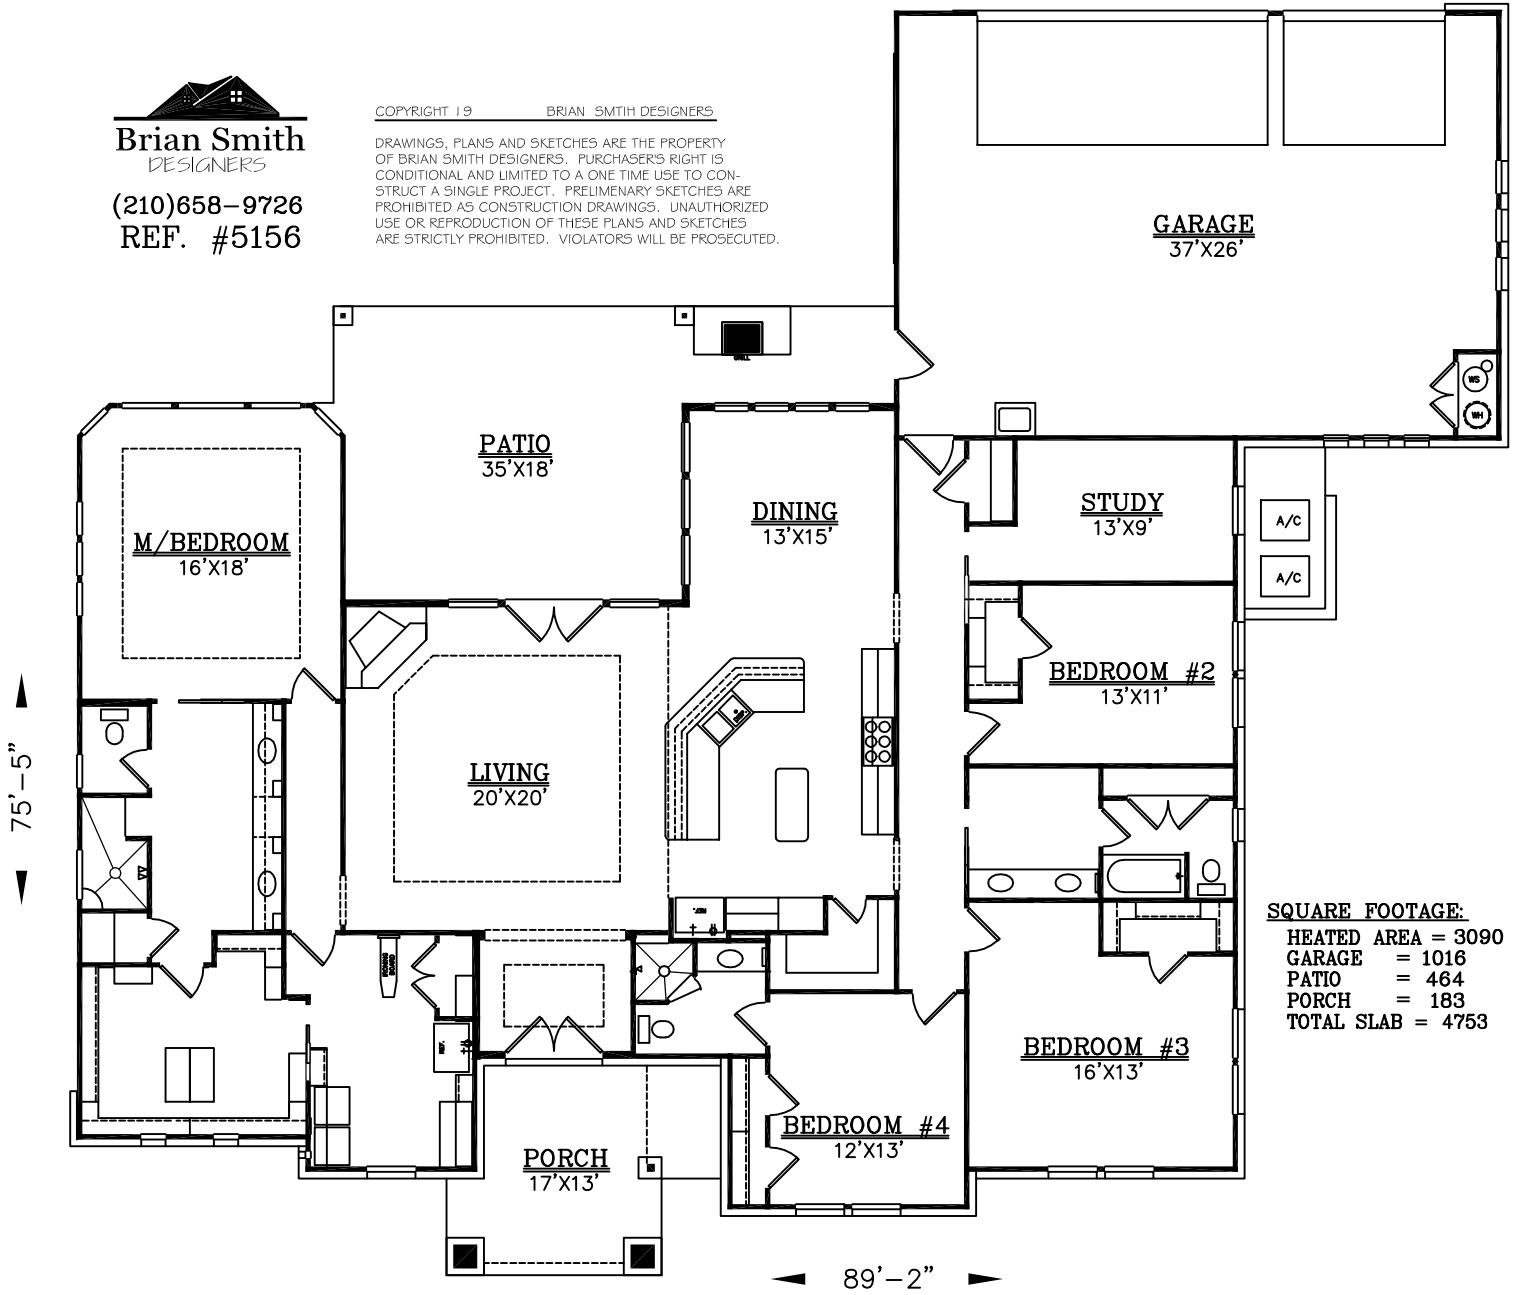 Brian Smith
DESIGNERS
(210)658-9726
REF. #5156
COPYRIGHT 19 BRIAN SMTIH DESIGNERS
DRAWINGS, PLANS AND SKETCHES ARE THE PROPERTY
OF BRIAN SMITH DESIGNERS. PURCHASER'S RIGHT IS
CONDITIONAL AND LIMITED TO A ONE TIME USE TO CON-
STRUCT A SINGLE PROJECT. PRELIMENARY SKETCHES ARE
PROHIBITED AS CONSTRUCTION DRAWINGS. UNAUTHORIZED
USE OR REPRODUCTION OF THESE PLANS AND SKETCHES
ARE STRICTLY PROHIBITED. VIOLATORS WILL BE PROSECUTED.
GARAGE
37'X26'
GRILL
WS
WH
PATIO
35'X18'
DINING
13'X15'
STUDY
13'X9'
A/C
A/C
M/BEDROOM
16'X18'
BEDROOM #2
13'X11'
DISP.
LIVING
20'X20'
75'-5"
REF.
IRONING
BOARD
REF.
SQUARE FOOTAGE:
HEATED AREA = 3090
GARAGE = 1016
PATIO = 464
PORCH = 183
TOTAL SLAB = 4753
BEDROOM #3
16'X13'
BEDROOM #4
12'X13'
PORCH
17'X13'
89'-2"